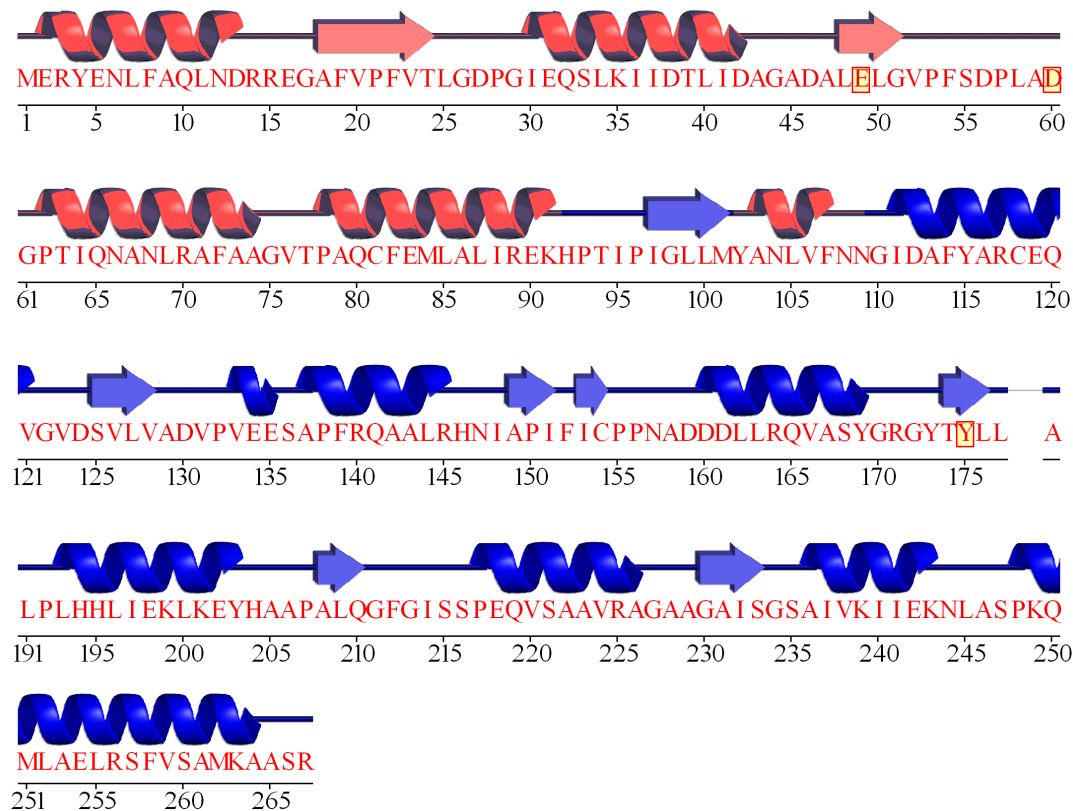 MERYENLFAQLNDRREGAFVPFVTLGDPGIEQSLKIIDTLIDAGADALELGVPFSDPLAD
1 5 10 15 20 25 30 35 40 45 50 55 60
GPTIQNANLRAFAAGVTPAQCFEMLALIREKHPTIPIGLLMYANLVFNNGIDAFYARCEQ
61 65 70 75 80 85 90 95 100 105 110 115 120
VGVDSVLVADVPVEESAPFRQAALRHNIAPIFICPPNADDDLLRQVASYGRGYTYLL A
121 125 130 135 140 145 150 155 160 165 170 175
LPLHHLIEKLKEYHAAPALQGFGISSPEQVSAAVRAGAAGAISGSAIVKIIEKNLASPKQ
191 195 200 205 210 215 220 225 230 235 240 245 250
MLAELRSFVSAMKAASR
251 255 260 265